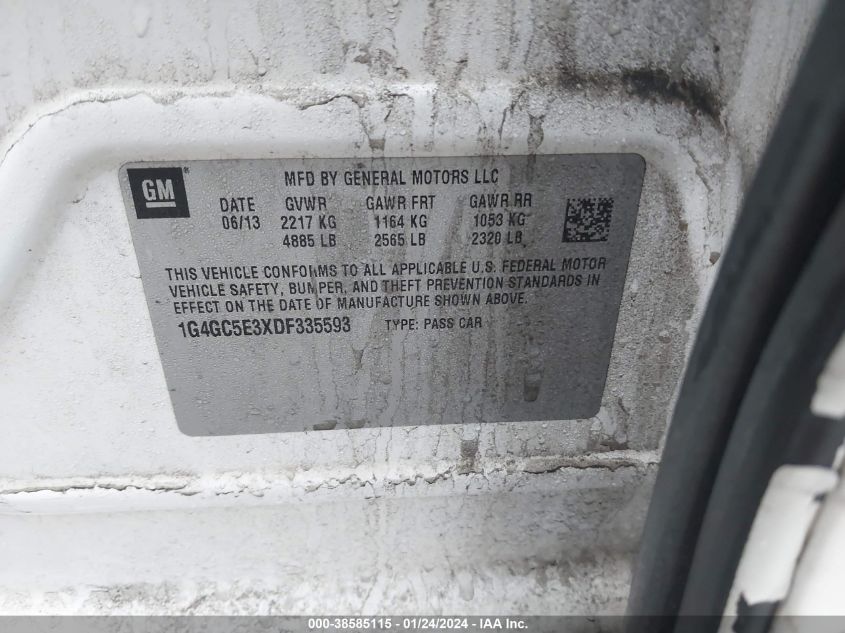 MFD BY GENERAL MOTORS LLC
GM®
DATE GVWR GAWR FRT GAWR RR
06/13 2217 KG 1164 KG 1053 KG
4885 LB 2565 LB 2320 LB
THIS VEHICLE CONFORMS TO ALL APPLICABLE U.S. FEDERAL MOTOR
VEHICLE SAFETY, BUMPER, AND THEFT PREVENTION STANDARDS IN
EFFECT ON THE DATE OF MANUFACTURE SHOWN ABOVE.
1G4GC5E3XDF335593 TYPE: PASS CAR
000-38585115 - 01/24/2024 - IAA Inc.